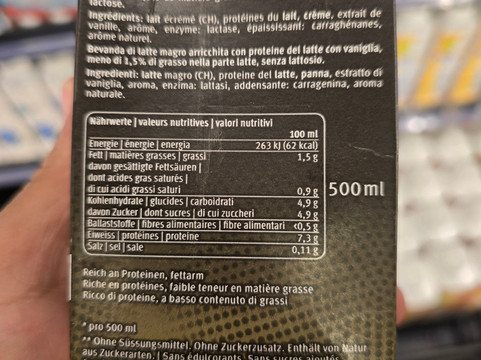 lactose.
Ingrédients: lait écrémé (CH), protéines du lait, crème, extrait de
vanille, arôme, enzyme: lactase, épaississant: carraghénanes,
arôme naturel.
Bevanda di latte magro arricchita con proteine del latte con vaniglia,
meno di 1,5% di grasso nella parte latte, senza lattosio.
Ingredienti: latte magro (CH), proteine del latte, panna, estratto di
vaniglia, aroma, enzima: lattasi, addensante: carragenina, aroma
naturale.
Nährwerte | valeurs nutritives | valori nutritivi
100 ml
Energie | énergie | energia 263 kJ (62 kcal)
Fett | matières grasses | grassi 1,5 g
davon gesättigte Fettsäuren |
dont acides gras saturés |
di cui acidi grassi saturi 0,9 g
Kohlenhydrate | glucides | carboidrati 4,9 g
davon Zucker | dont sucres | di cui zuccheri 4,9 g
Ballaststoffe | fibres alimentaires | fibre alimentari <0,5 g
Eiweiss | protéines | proteine 7,3 g
Salz | sel | sale 0,11 g
500 ml
Reich an Proteinen, fettarm
Riche en protéines, faible teneur en matière grasse
Ricco di proteine, a basso contenuto di grassi
* pro 500 ml
** Ohne Süssungsmittel. Ohne Zuckerzusatz. Enthält von Natur
aus Zuckerarten. | Sans édulcorants. Sans sucres ajoutés.